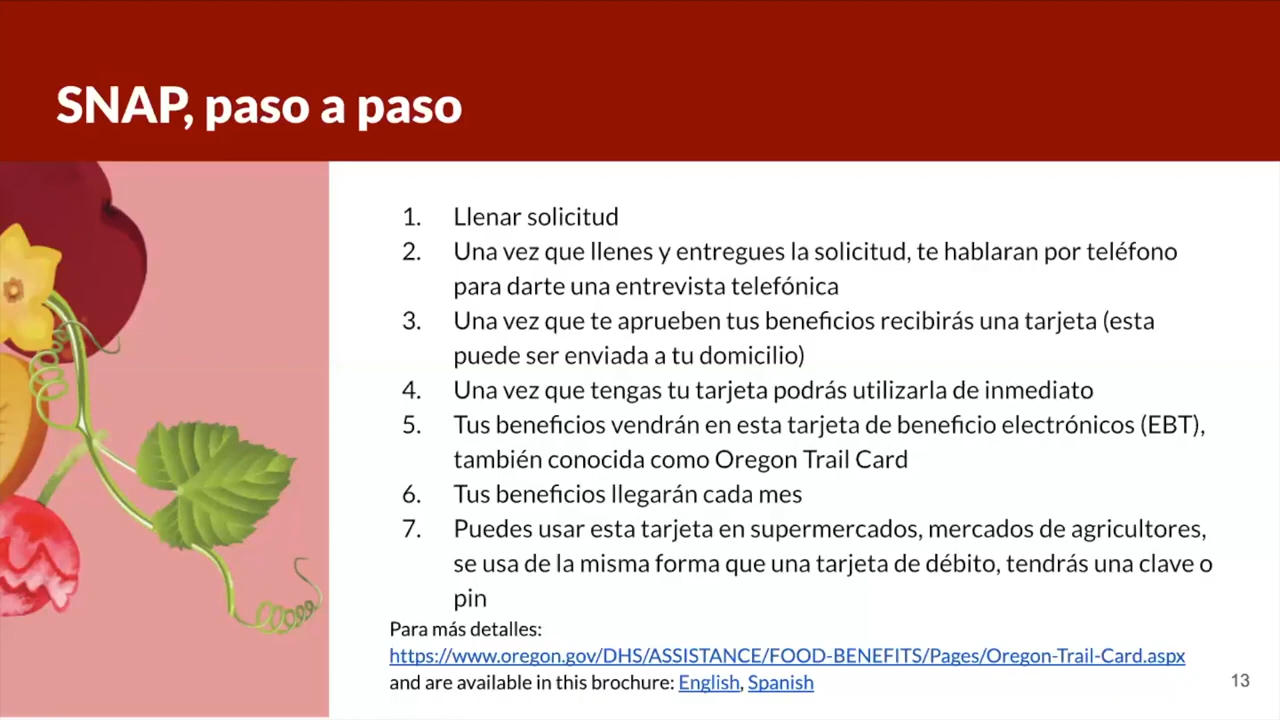 SNAP, paso a paso
1. Llenar solicitud
2. Una vez que llenes y entregues la solicitud, te hablaran por teléfono
para darte una entrevista telefónica
3. Una vez que te aprueben tus beneficios recibirás una tarjeta (esta
puede ser enviada a tu domicilio)
4. Una vez que tengas tu tarjeta podrás utilizarla de inmediato
5. Tus beneficios vendrán en esta tarjeta de beneficio electrónicos (EBT),
también conocida como Oregon Trail Card
6. Tus beneficios llegarán cada mes
7. Puedes usar esta tarjeta en supermercados, mercados de agricultores,
se usa de la misma forma que una tarjeta de débito, tendrás una clave o
pin
Para más detalles:
https://www.oregon.gov/DHS/ASSISTANCE/FOOD-BENEFITS/Pages/Oregon-Trail-Card.aspx
and are available in this brochure: English, Spanish
13